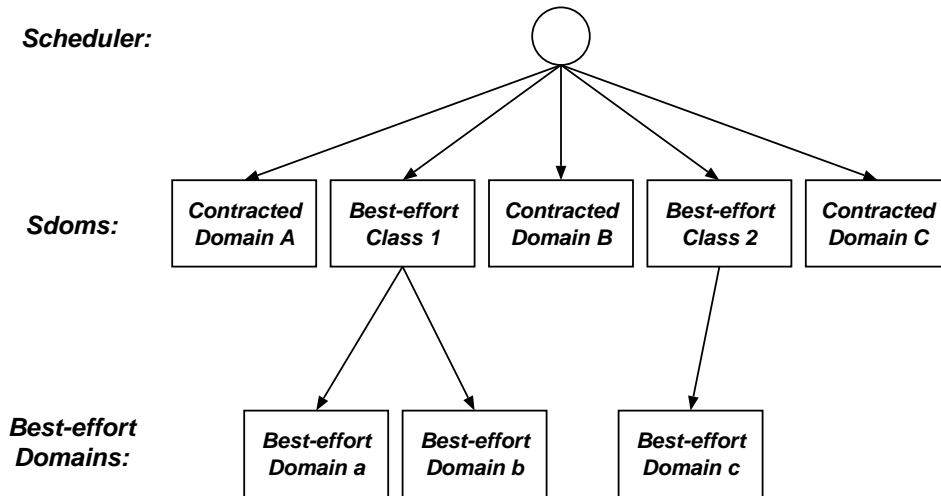 Scheduler:
Sdoms:
Contracted
Domain A
Best-effort
Class 1
Contracted
Domain B
Best-effort
Class 2
Contracted
Domain C
Best-effort
Domains:
Best-effort
Domain a
Best-effort
Domain b
Best-effort
Domain c